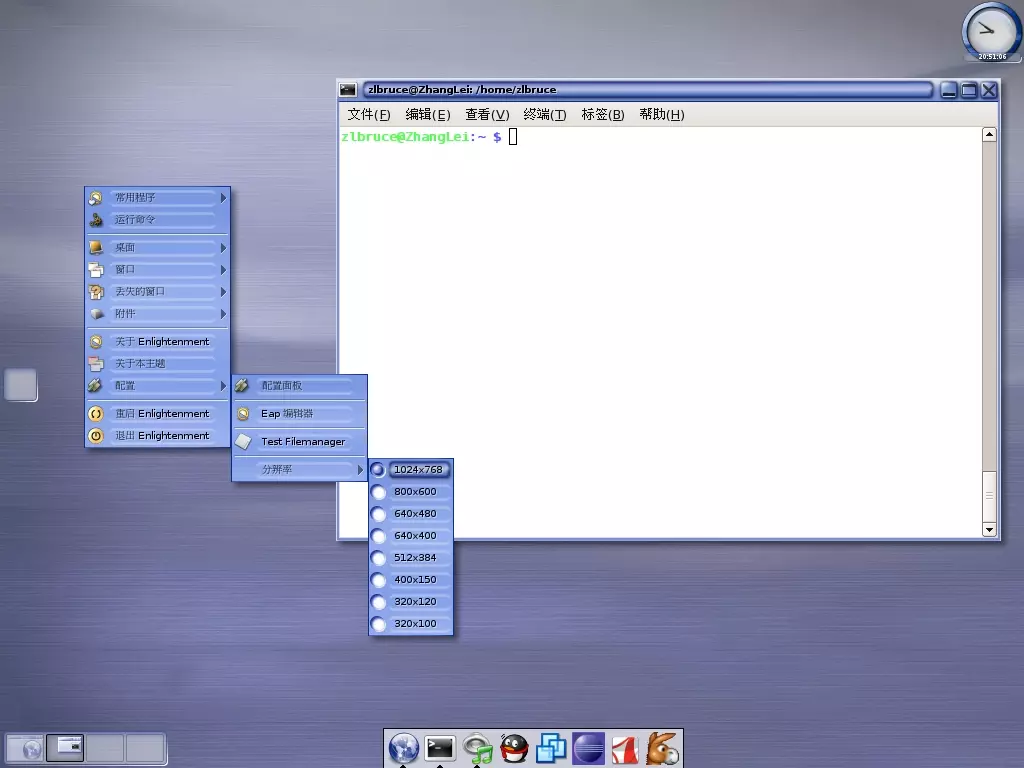 20:51:06
zlbruce@ZhangLei: /home/zlbruce
文件(F) 编辑(E) 查看(V) 终端(T) 标签(B) 帮助(H)
zlbruce@ZhangLei:~ $
常用程序
运行命令
桌面
窗口
丢失的窗口
附件
关于 Enlightenment
关于本主题
配置
重启 Enlightenment
退出 Enlightenment
配置面板
Eap 编辑器
Test Filemanager
分辨率
1024x768
800x600
640x480
640x400
512x384
400x150
320x120
320x100